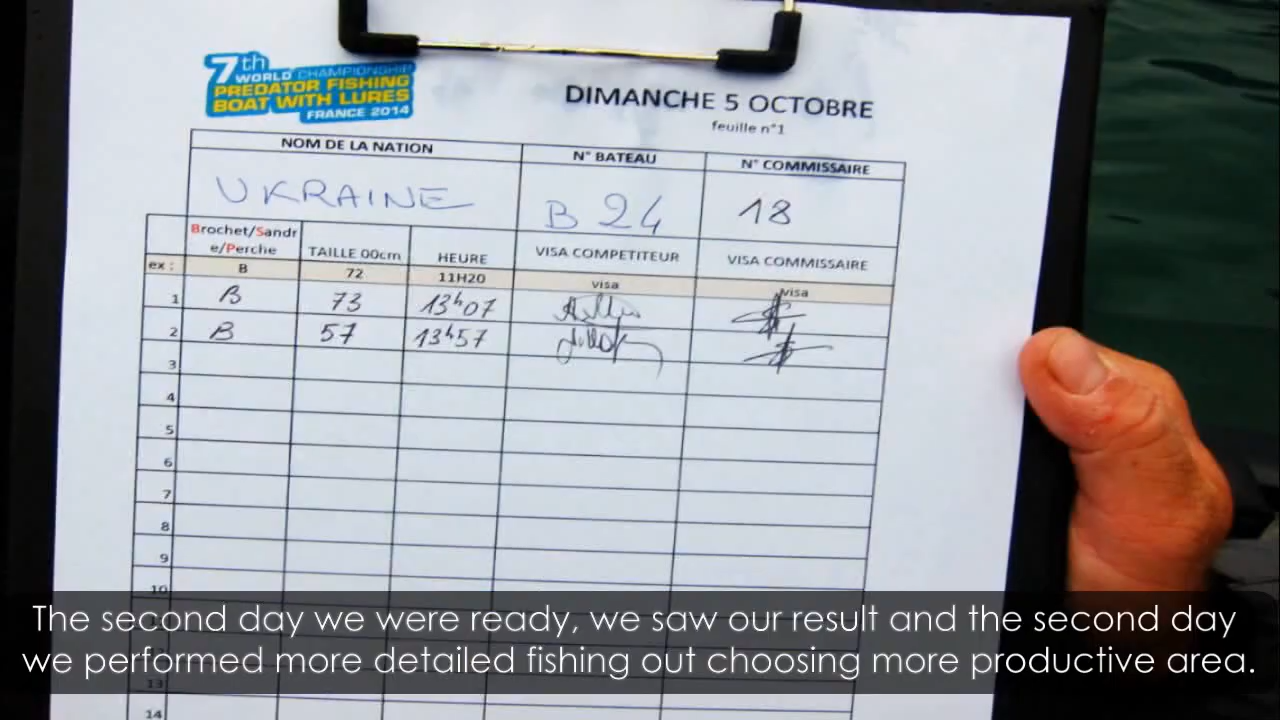 7th
WORLD CHAMPIONSHIP
PREDATOR FISHING
BOAT WITH LURES
FRANCE 2014
DIMANCHE 5 OCTOBRE
feuille n°1
NOM DE LA NATION N° BATEAU N° COMMISSAIRE
UKRAINE B 24 18
Brochet/Sandr
e/Perche TAILLE 00cm HEURE VISA COMPETITEUR VISA COMMISSAIRE
ex : B 72 11H20 visa visa
1 B 73 13h07
2 B 57 13h57
3
4
5
6
7
8
9
10
The second day we were ready, we saw our result and the second day
we performed more detailed fishing out choosing more productive area.
13
14